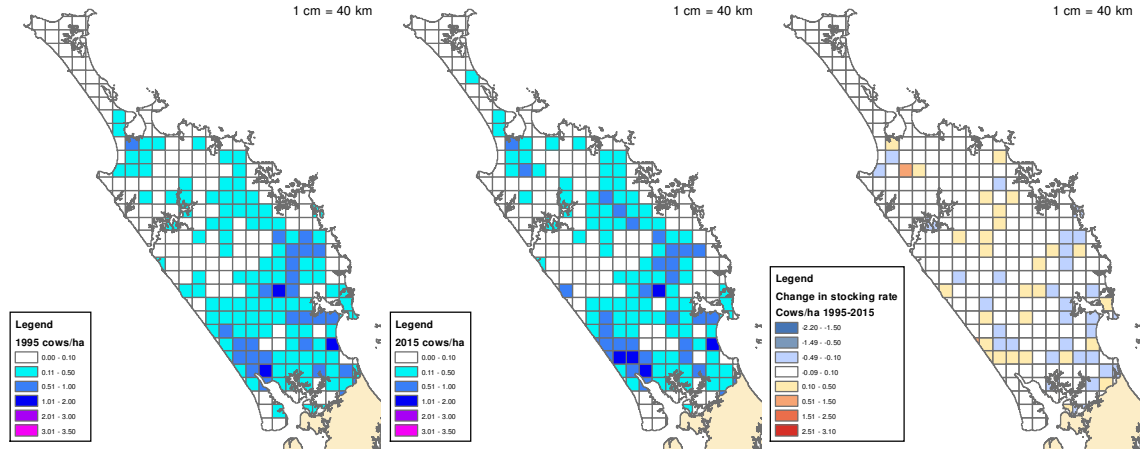 1 cm = 40 km
Legend
1995 cows/ha
0.00 - 0.10
0.11 - 0.50
0.51 - 1.00
1.01 - 2.00
2.01 - 3.00
3.01 - 3.50
1 cm = 40 km
Legend
2015 cows/ha
0.00 - 0.10
0.11 - 0.50
0.51 - 1.00
1.01 - 2.00
2.01 - 3.00
3.01 - 3.50
1 cm = 40 km
Legend
Change in stocking rate
Cows/ha 1995-2015
-2.20 - -1.50
-1.49 - -0.50
-0.49 - -0.10
-0.09 - 0.10
0.10 - 0.50
0.51 - 1.50
1.51 - 2.50
2.51 - 3.10